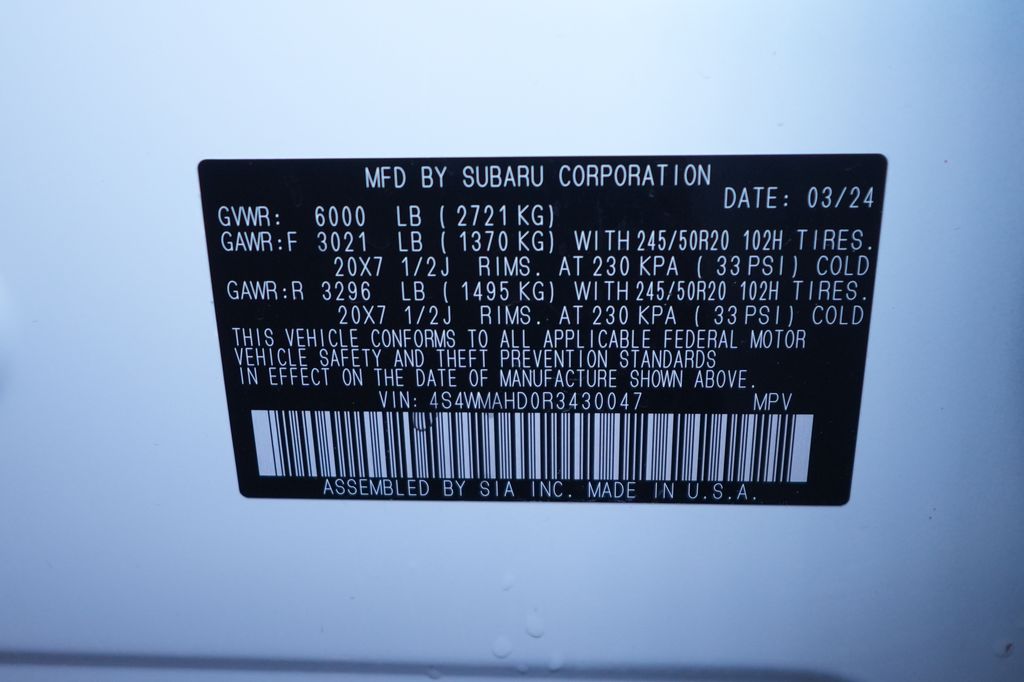 MFD BY SUBARU CORPORATION
DATE: 03/24
GVWR: 6000 LB ( 2721 KG)
GAWR:F 3021 LB ( 1370 KG) WITH 245/50R20 102H TIRES.
20X7 1/2J RIMS. AT 230 KPA ( 33 PSI) COLD
GAWR:R 3296 LB ( 1495 KG) WITH 245/50R20 102H TIRES.
20X7 1/2J RIMS. AT 230 KPA ( 33 PSI) COLD
THIS VEHICLE CONFORMS TO ALL APPLICABLE FEDERAL MOTOR
VEHICLE SAFETY AND THEFT PREVENTION STANDARDS
IN EFFECT ON THE DATE OF MANUFACTURE SHOWN ABOVE.
VIN: 4S4WMAHD0R3430047 MPV
ASSEMBLED BY SIA INC. MADE IN U.S.A.